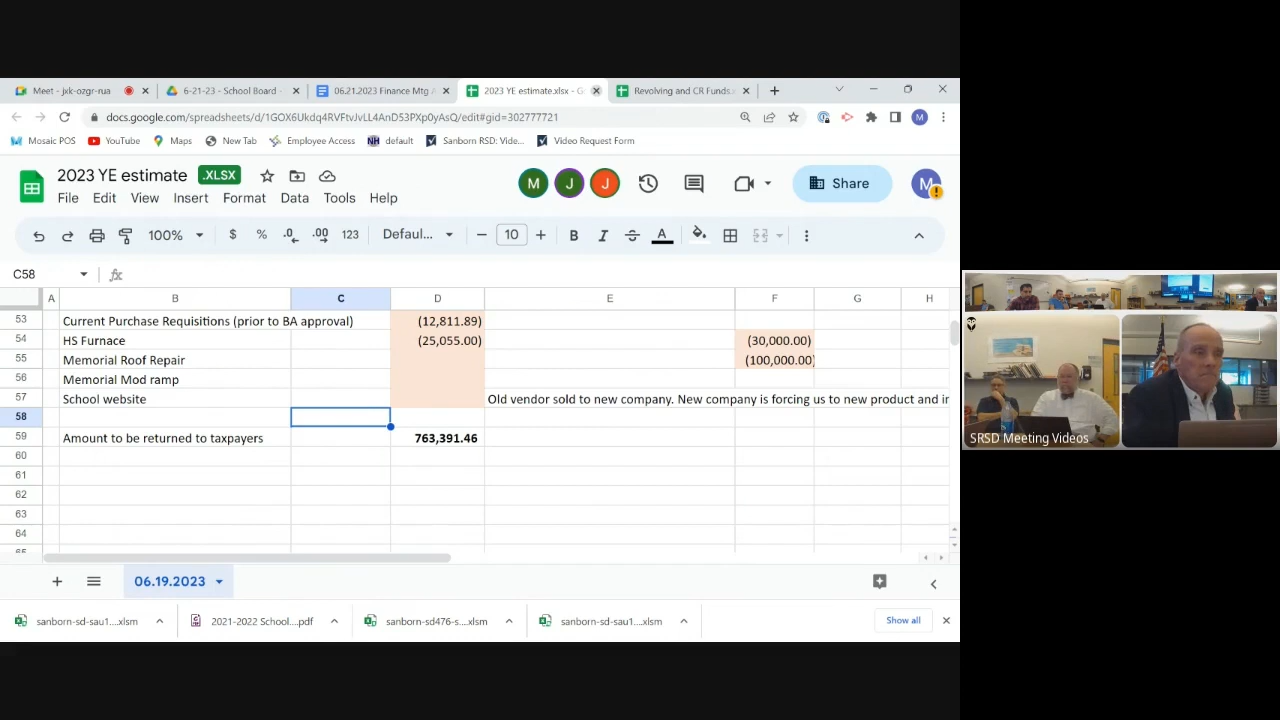 Meet - jxk-ozgr-rua
6-21-23 - School Board -
06.21.2023 Finance Mtg A
2023 YE estimate.xlsx - G
Revolving and CR Funds.x
docs.google.com/spreadsheets/d/1GOX6Ukdq4RVFtvJvLL4AnD53PXp0yAsQ/edit#gid=302777721
M
Mosaic POS
YouTube
Maps
New Tab
Employee Access
NH default
Sanborn RSD: Vide...
Video Request Form
2023 YE estimate .XLSX
M J J
Share
M
File Edit View Insert Format Data Tools Help
100% $ % .0 .00 123 Defaul... − 10 + B I A
C58 fx
A B C D E F G H
53 Current Purchase Requisitions (prior to BA approval) (12,811.89)
54 HS Furnace (25,055.00) (30,000.00)
55 Memorial Roof Repair (100,000.00)
56 Memorial Mod ramp
57 School website Old vendor sold to new company. New company is forcing us to new product and in
58
59 Amount to be returned to taxpayers 763,391.46
60
61
62
63
64
65
06.19.2023
sanborn-sd-sau1....xlsm
2021-2022 School....pdf
sanborn-sd476-s....xlsm
sanborn-sd-sau1....xlsm
Show all
SRSD Meeting Videos